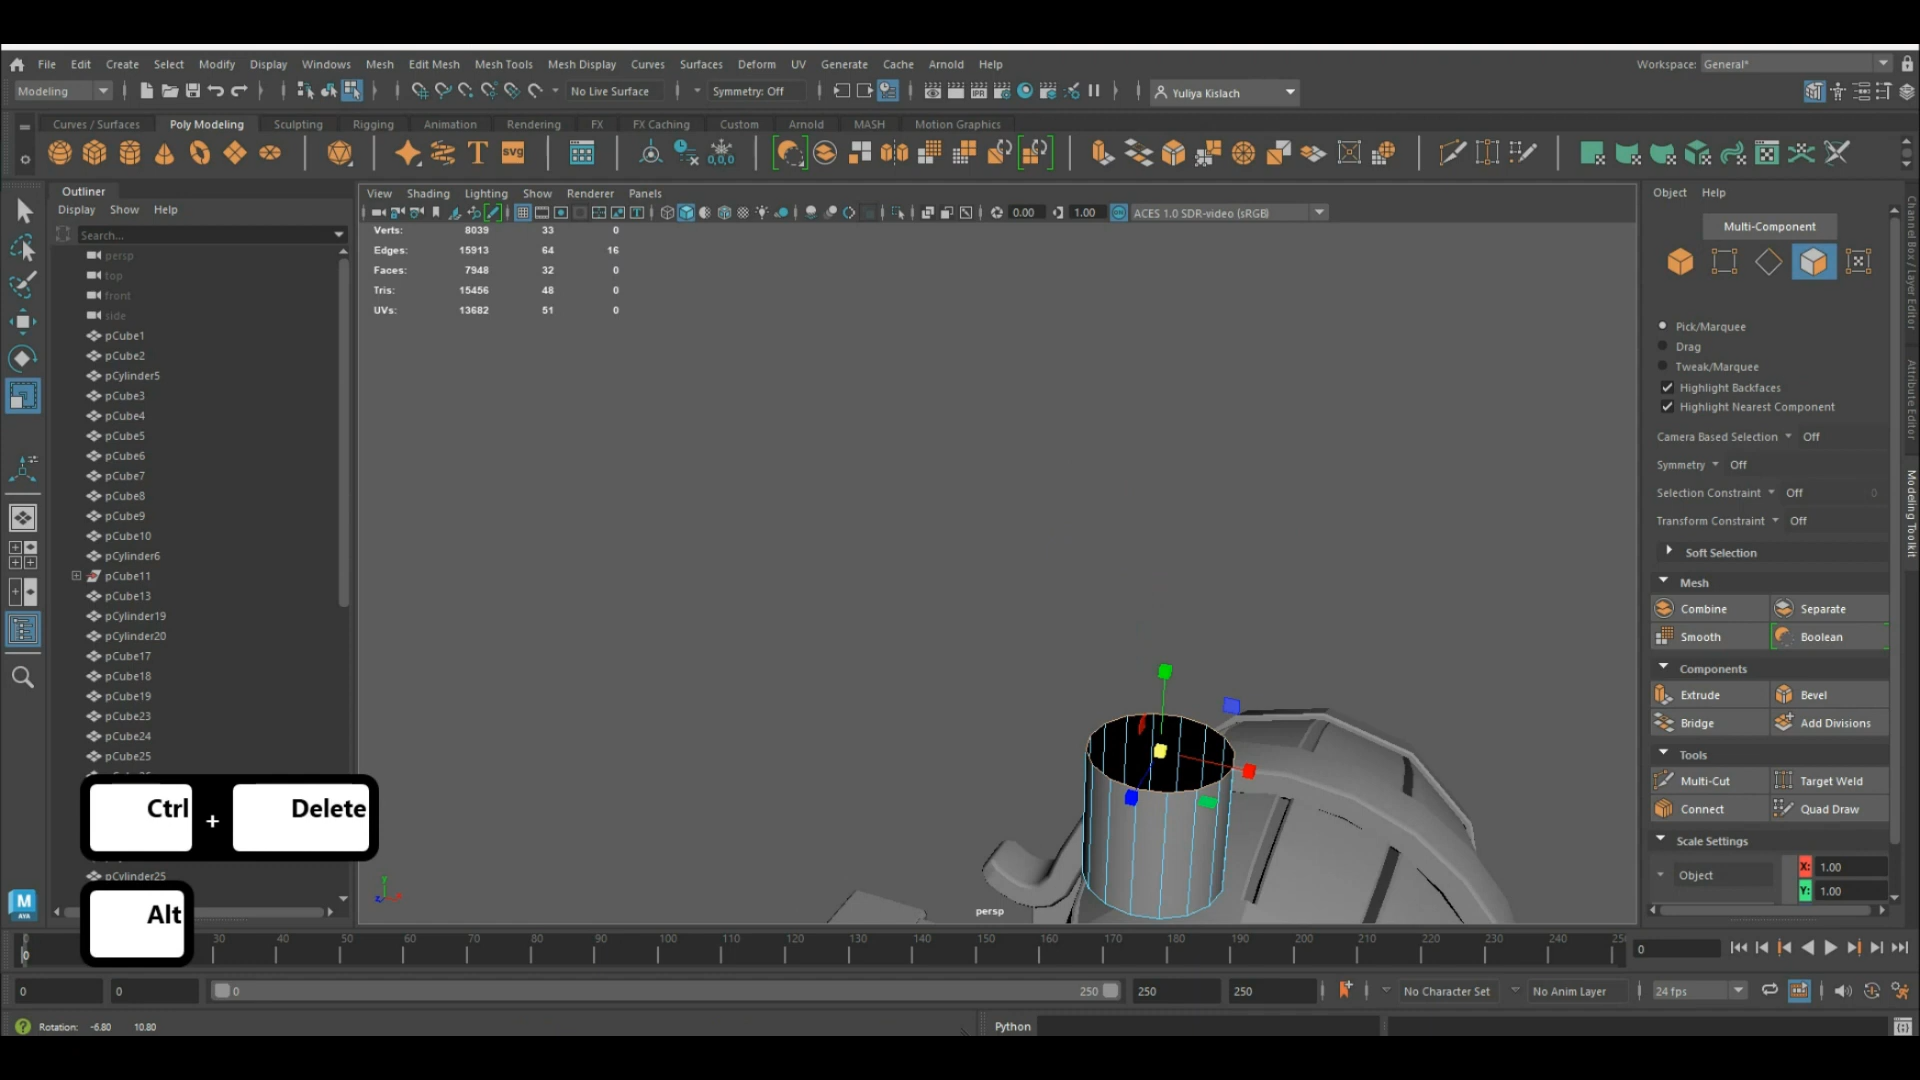 File Edit Create Select Modify Display Windows Mesh Edit Mesh Mesh Tools Mesh Display Curves Surfaces Deform UV Generate Cache Arnold Help Workspace: General*
Modeling No Live Surface Symmetry: Off Yuliya Kislach
Curves / Surfaces Poly Modeling Sculpting Rigging Animation Rendering FX FX Caching Custom Arnold MASH Motion Graphics
T SVG 0,0,0
Outliner
Display Show Help
Search...
persp
top
front
side
pCube1
pCube2
pCylinder5
pCube3
pCube4
pCube5
pCube6
pCube7
pCube8
pCube9
pCube10
pCylinder6
pCube11
pCube13
pCylinder19
pCylinder20
pCube17
pCube18
pCube19
pCube23
pCube24
pCube25
pCylinder25
View Shading Lighting Show Renderer Panels
0.00 1.00 ACES 1.0 SDR-video (sRGB)
Verts: 8039 33 0
Edges: 15913 64 16
Faces: 7948 32 0
Tris: 15456 48 0
UVs: 13682 51 0
persp
Object Help
Multi-Component
Pick/Marquee
Drag
Tweak/Marquee
Highlight Backfaces
Highlight Nearest Component
Camera Based Selection Off
Symmetry Off
Selection Constraint Off 0
Transform Constraint Off
Soft Selection
Mesh
Combine Separate
Smooth Boolean
Components
Extrude Bevel
Bridge Add Divisions
Tools
Multi-Cut Target Weld
Connect Quad Draw
Scale Settings
Object X: 1.00
Y: 1.00
Channel Box / Layer Editor
Attribute Editor
Modeling Toolkit
Ctrl + Delete
Alt
M
0 30 40 50 60 70 80 90 100 110 120 130 140 150 160 170 180 190 200 210 220 230 240 0
0 0 0 250 250 250 No Character Set No Anim Layer 24 fps
Rotation: -6.80 10.80 Python